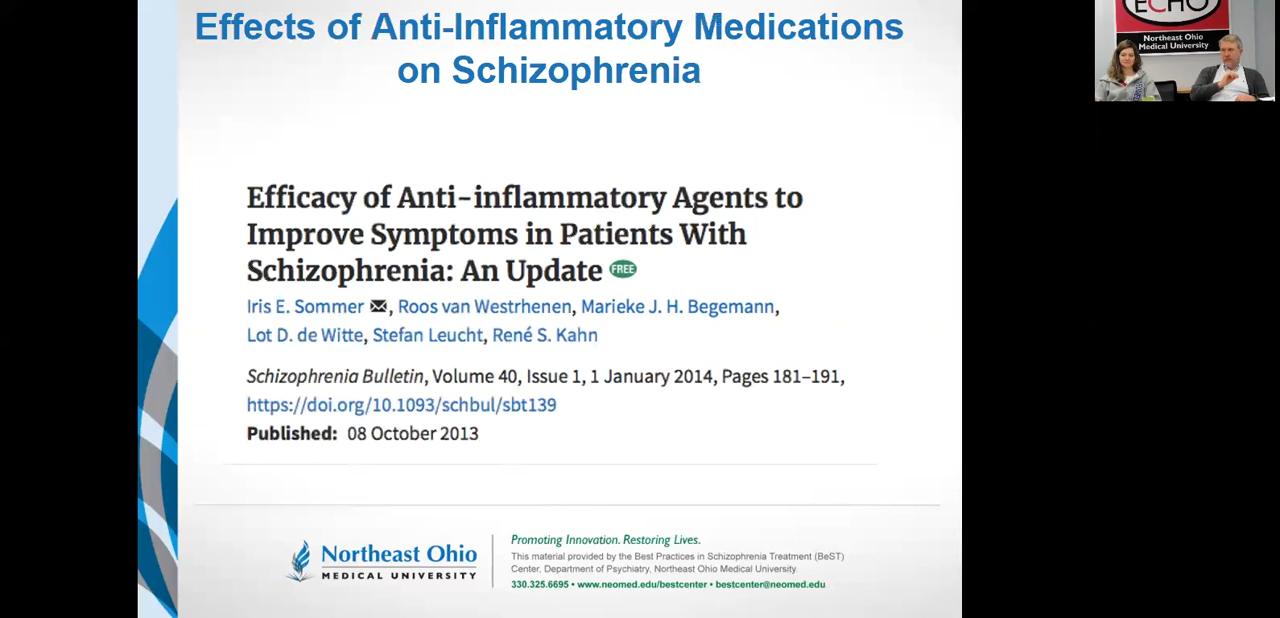 Effects of Anti-Inflammatory Medications
on Schizophrenia
ECHO
Northeast Ohio
Medical University
Efficacy of Anti-inflammatory Agents to
Improve Symptoms in Patients With
Schizophrenia: An Update FREE
Iris E. Sommer, Roos van Westrhenen, Marieke J. H. Begemann,
Lot D. de Witte, Stefan Leucht, René S. Kahn
Schizophrenia Bulletin, Volume 40, Issue 1, 1 January 2014, Pages 181–191,
https://doi.org/10.1093/schbul/sbt139
Published: 08 October 2013
Northeast Ohio
MEDICAL UNIVERSITY
Promoting Innovation. Restoring Lives.
This material provided by the Best Practices in Schizophrenia Treatment (BeST)
Center, Department of Psychiatry, Northeast Ohio Medical University.
330.325.6695 • www.neomed.edu/bestcenter • bestcenter@neomed.edu